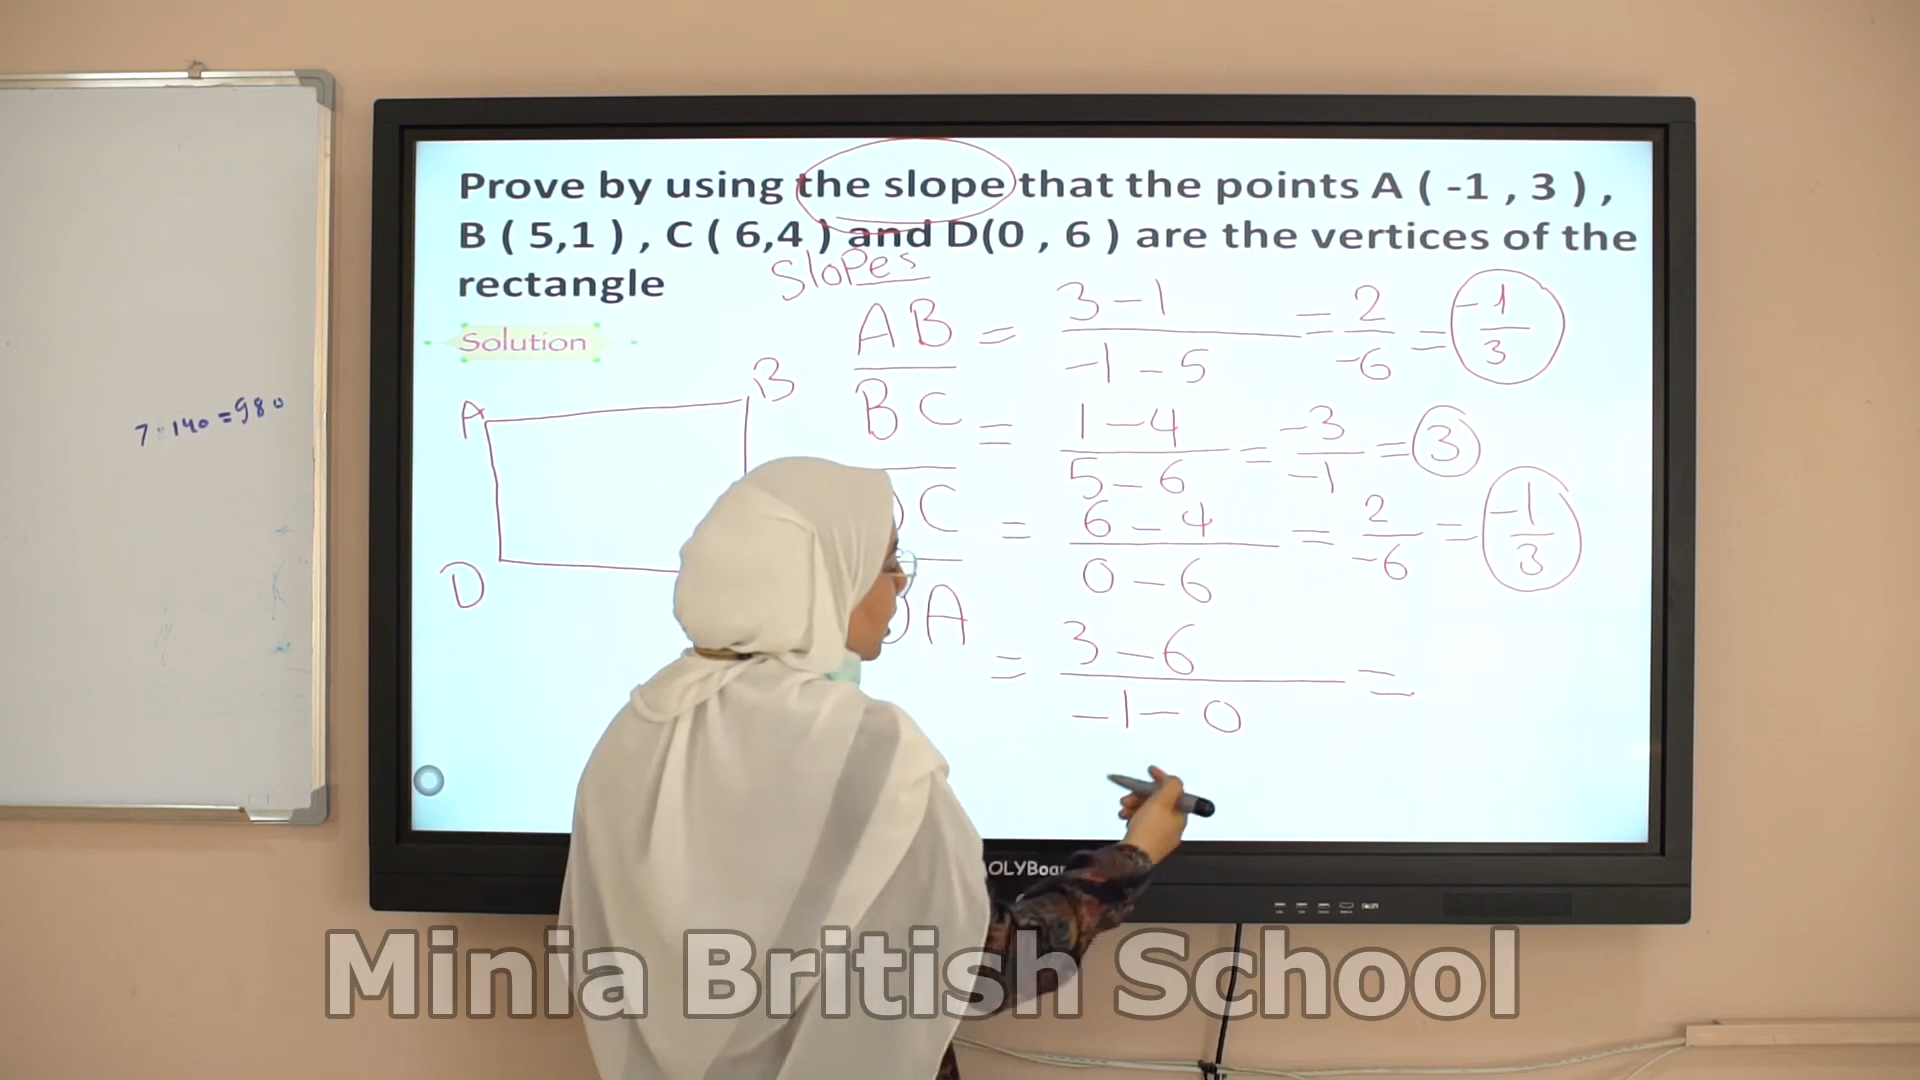 Prove by using the slope that the points A ( -1 , 3 ) ,
B ( 5,1 ) , C ( 6,4 ) and D(0 , 6 ) are the vertices of the
rectangle
Slopes
Solution
AB = 3 - 1 / -1 - 5 = 2 / -6 = -1 / 3
BC = 1 - 4 / 5 - 6 = -3 / -1 = 3
C = 6 - 4 / 0 - 6 = 2 / -6 = -1 / 3
A = 3 - 6 / -1 - 0 =
A
B
D
7 140 = 980
Minia British School